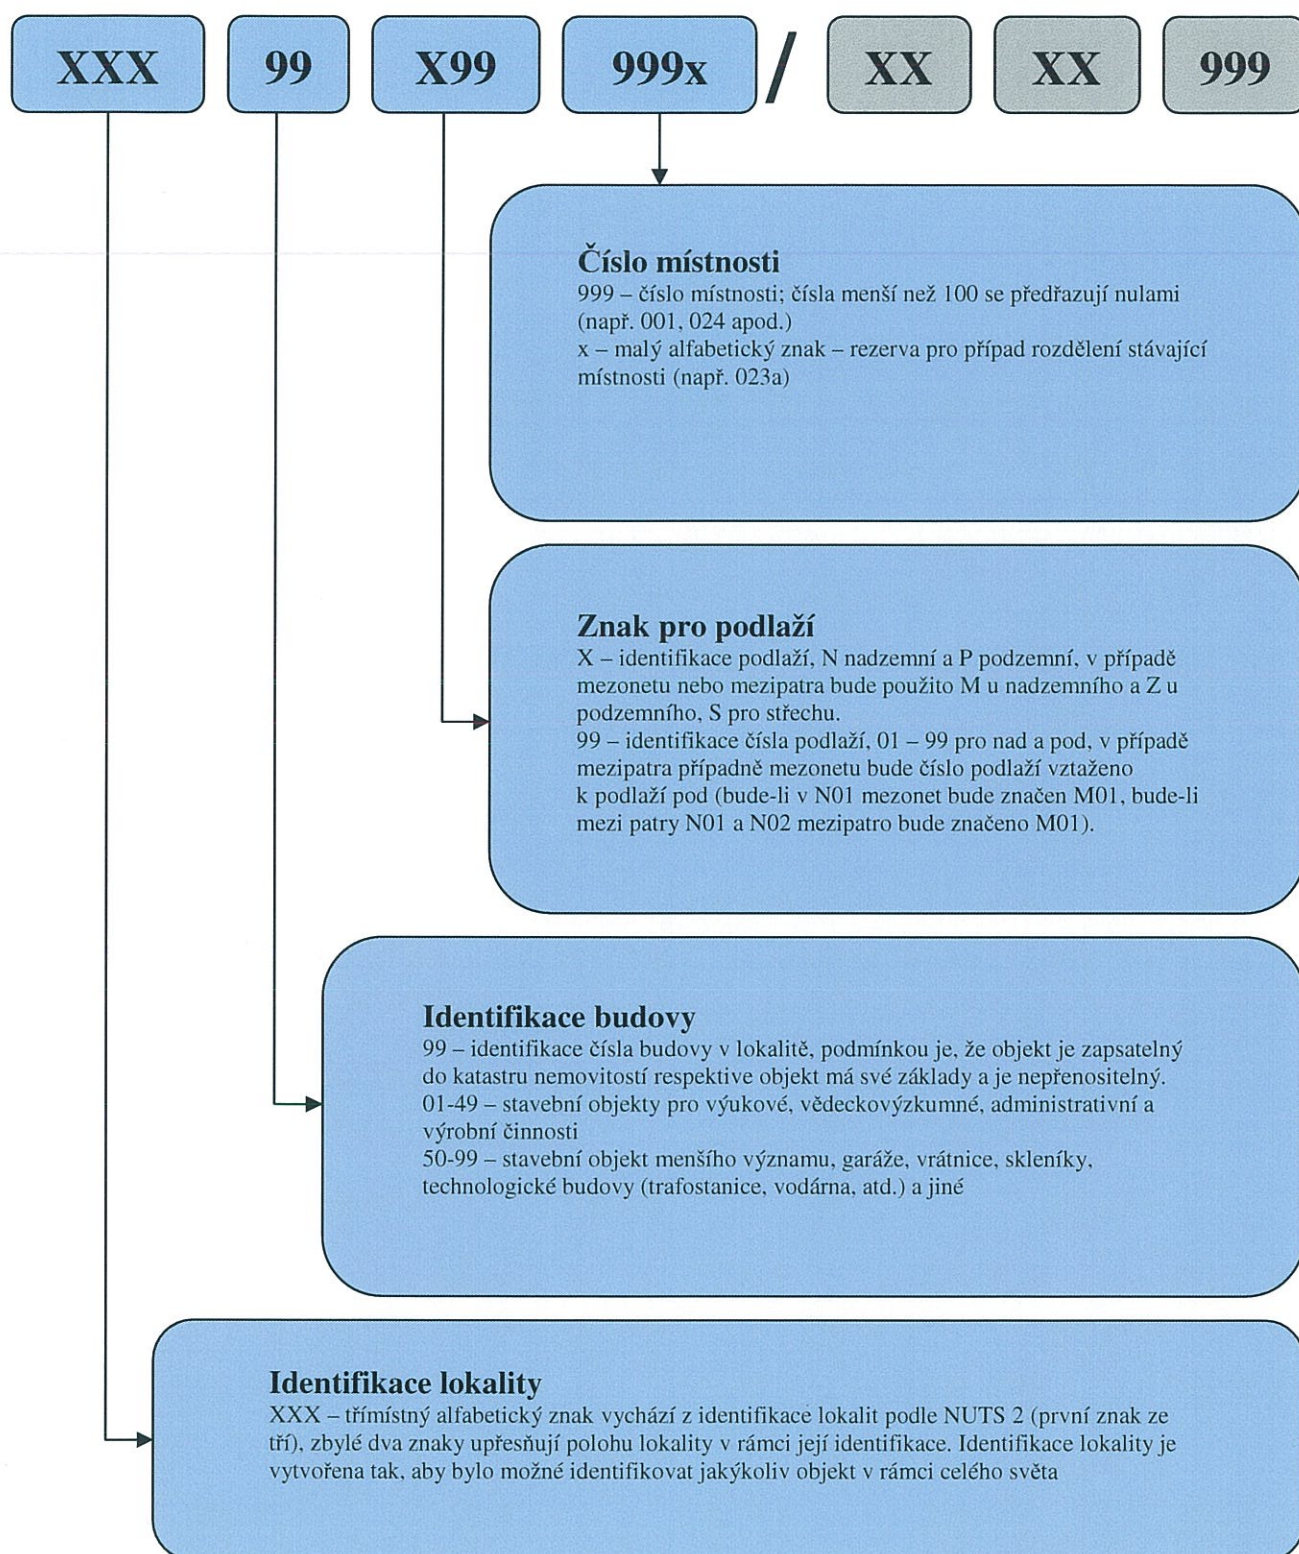 XXX 99 X99 999x / XX XX 999
Číslo místnosti
999 – číslo místnosti; čísla menší než 100 se předřazují nulami
(např. 001, 024 apod.)
x – malý alfabetický znak – rezerva pro případ rozdělení stávající
místnosti (např. 023a)
Znak pro podlaží
X – identifikace podlaží, N nadzemní a P podzemní, v případě
mezonetu nebo mezipatra bude použito M u nadzemního a Z u
podzemního, S pro střechu.
99 – identifikace čísla podlaží, 01 – 99 pro nad a pod, v případě
mezipatra případně mezonetu bude číslo podlaží vztaženo
k podlaží pod (bude-li v N01 mezonet bude značen M01, bude-li
mezi patry N01 a N02 mezipatro bude značeno M01).
Identifikace budovy
99 – identifikace čísla budovy v lokalitě, podmínkou je, že objekt je zapsatelný
do katastru nemovitostí respektive objekt má své základy a je nepřenositelný.
01-49 – stavební objekty pro výukové, vědeckovýzkumné, administrativní a
výrobní činnosti
50-99 – stavební objekt menšího významu, garáže, vrátnice, skleníky,
technologické budovy (trafostanice, vodárna, atd.) a jiné
Identifikace lokality
XXX – třímístný alfabetický znak vychází z identifikace lokalit podle NUTS 2 (první znak ze
tří), zbylé dva znaky upřesňují polohu lokality v rámci její identifikace. Identifikace lokality je
vytvořena tak, aby bylo možné identifikovat jakýkoliv objekt v rámci celého světa